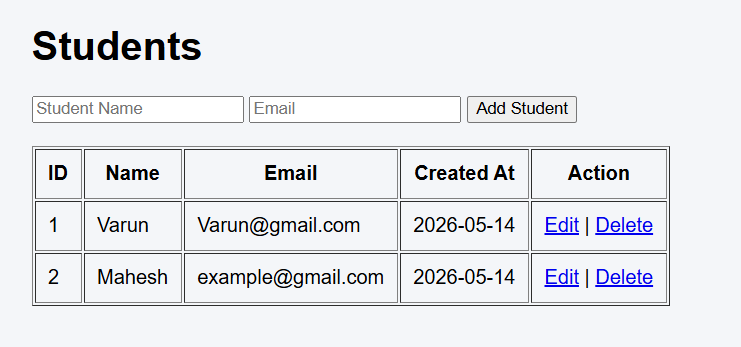 Students
Student Name Email Add Student
ID Name Email Created At Action
1 Varun Varun@gmail.com 2026-05-14 Edit | Delete
2 Mahesh example@gmail.com 2026-05-14 Edit | Delete